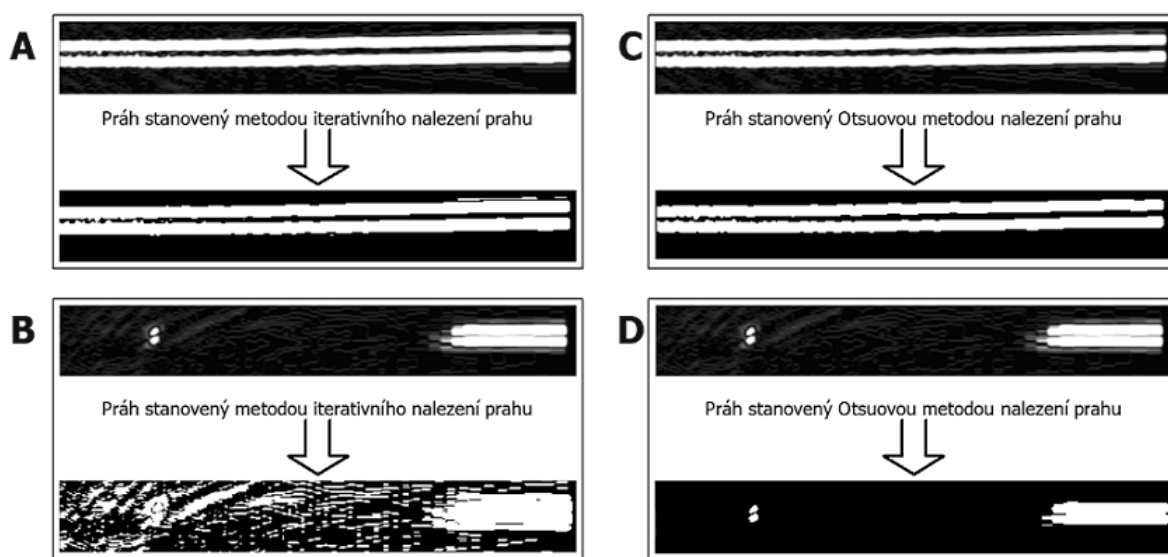 A
Práh stanovený metodou iterativního nalezení prahu
C
Práh stanovený Otsuovou metodou nalezení prahu
B
Práh stanovený metodou iterativního nalezení prahu
D
Práh stanovený Otsuovou metodou nalezení prahu